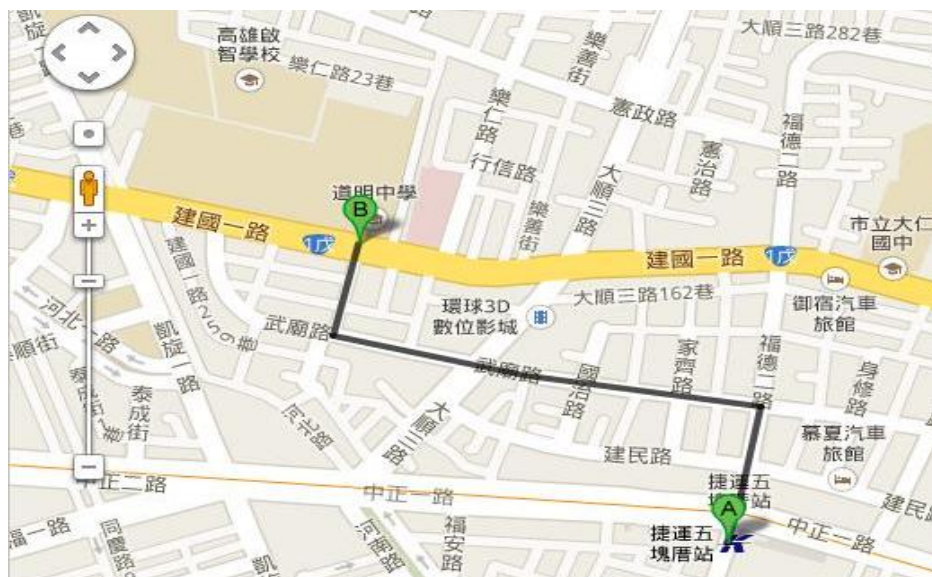 高雄啟
智學校
樂仁路23巷
凱旋一路
樂善街
大順三路282巷
憲政路
福德二路
樂仁路
行信路
大順三路
憲治路
道明中學
B
建國一路
1戊
樂善街
建國一路
1戊
市立大仁
國中
建國一路259巷
環球3D
數位影城
大順三路162巷
御宿汽車
旅館
河北一路
武廟路
武廟路
國治路
家齊路
福德二路
身修路
凱旋一路
泰成街
河北路
大順三路
建民路
慕夏汽車
旅館
中正二路
中正一路
捷運五
A
捷運五
塊厝站
中正一路
建民路
福一路
同慶路
福安路